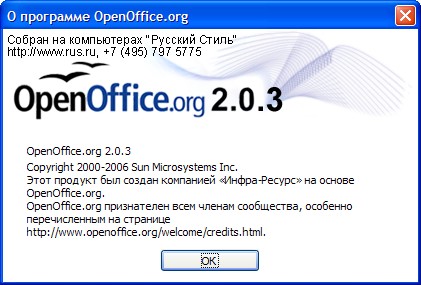 О программе OpenOffice.org
Собран на компьютерах "Русский Стиль"
http://www.rus.ru, +7 (495) 797 5775
OpenOffice.org 2.0.3
OpenOffice.org 2.0.3
Copyright 2000-2006 Sun Microsystems Inc.
Этот продукт был создан компанией «Инфра-Ресурс» на основе
OpenOffice.org.
OpenOffice.org признателен всем членам сообщества, особенно
перечисленным на странице
http://www.openoffice.org/welcome/credits.html.
OK